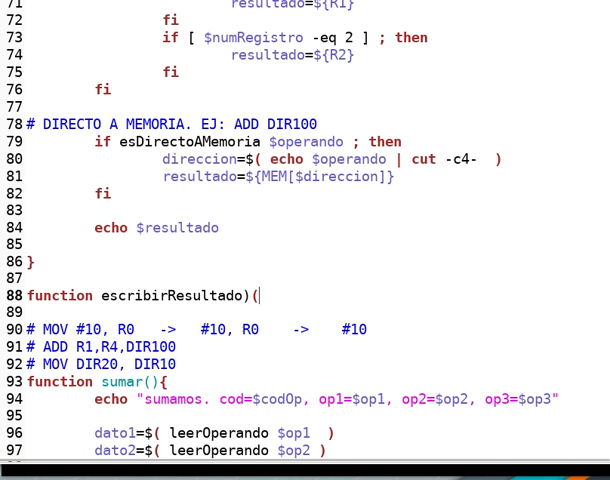 71 resultado=${R1}
72 fi
73 if [ $numRegistro -eq 2 ] ; then
74 resultado=${R2}
75 fi
76 fi
77
78 # DIRECTO A MEMORIA. EJ: ADD DIR100
79 if esDirectoAMemoria $operando ; then
80 direccion=$( echo $operando | cut -c4- )
81 resultado=${MEM[$direccion]}
82 fi
83
84 echo $resultado
85
86 }
87
88 function escribirResultado)(
89
90 # MOV #10, R0 -> #10, R0 -> #10
91 # ADD R1,R4,DIR100
92 # MOV DIR20, DIR10
93 function sumar(){
94 echo "sumamos. cod=$codOp, op1=$op1, op2=$op2, op3=$op3"
95
96 dato1=$( leerOperando $op1 )
97 dato2=$( leerOperando $op2 )